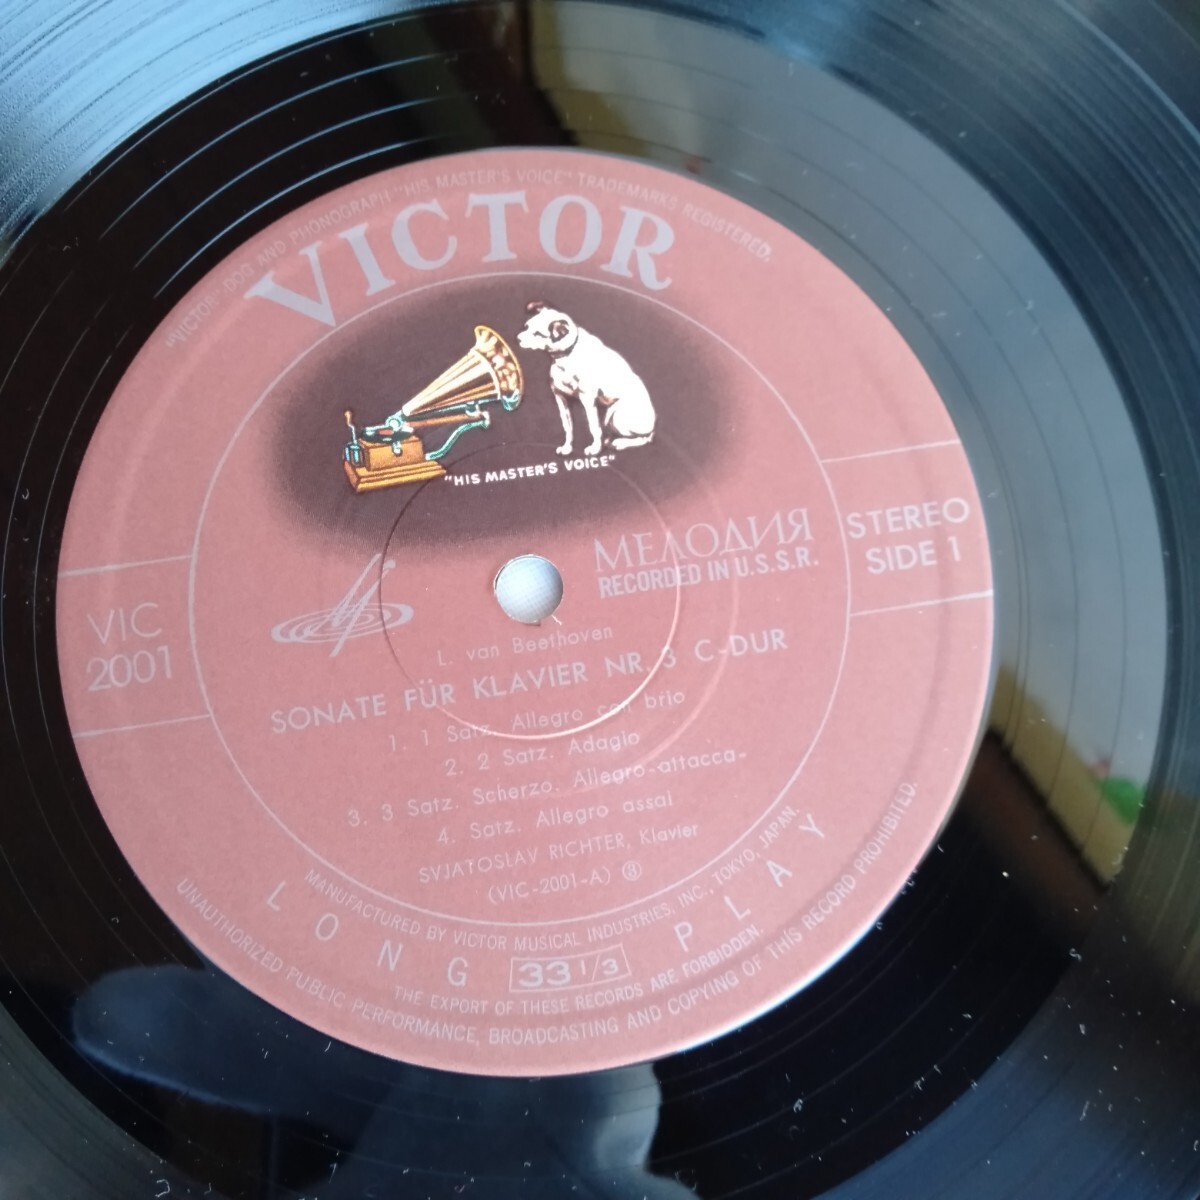 "VICTOR" "DOG AND PHONOGRAPH" "HIS MASTER'S VOICE" TRADEMARKS REGISTERED.
VICTOR
"HIS MASTER'S VOICE"
МЕЛОДИЯ
RECORDED IN U.S.S.R.
STEREO
SIDE 1
VIC
2001
L. van Beethoven
SONATE FÜR KLAVIER NR. 3 C-DUR
1. 1 Satz. Allegro con brio
2. 2 Satz. Adagio
3. 3 Satz. Scherzo. Allegro-attacca-
4. Satz. Allegro assai
SVJATOSLAV RICHTER, Klavier
(VIC-2001-A) Ⓑ
MANUFACTURED BY VICTOR MUSICAL INDUSTRIES, INC., TOKYO, JAPAN.
LONG 33 1/3 PLAY
THE EXPORT OF THESE RECORDS ARE FORBIDDEN.
UNAUTHORIZED PUBLIC PERFORMANCE, BROADCASTING AND COPYING OF THIS RECORD PROHIBITED.